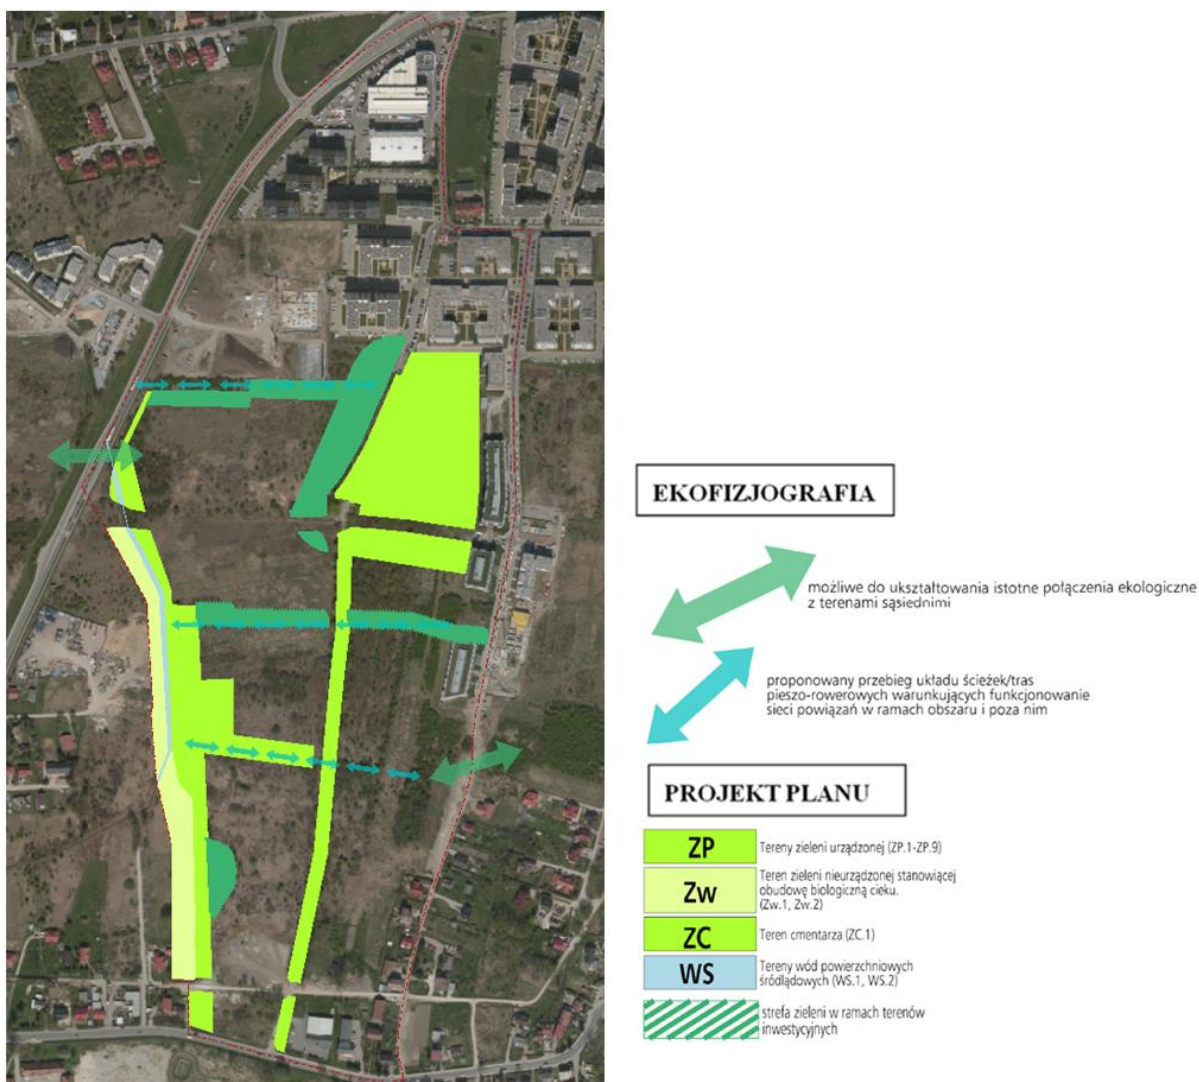 EKOFIZJOGRAFIA
możliwe do ukształtowania istotne połączenia ekologiczne
z terenami sąsiednimi
proponowany przebieg układu ścieżek/tras
pieszo-rowerowych warunkujących funkcjonowanie
sieci powiązań w ramach obszaru i poza nim
PROJEKT PLANU
ZP Tereny zieleni urządzonej (ZP.1-ZP.9)
Zw Teren zieleni nieurządzonej stanowiącej
obudowę biologiczną cieku.
(Zw.1, Zw.2)
ZC Teren cmentarza (ZC.1)
WS Tereny wód powierzchniowych
śródlądowych (WS.1, WS.2)
strefa zieleni w ramach terenów
inwestycyjnych